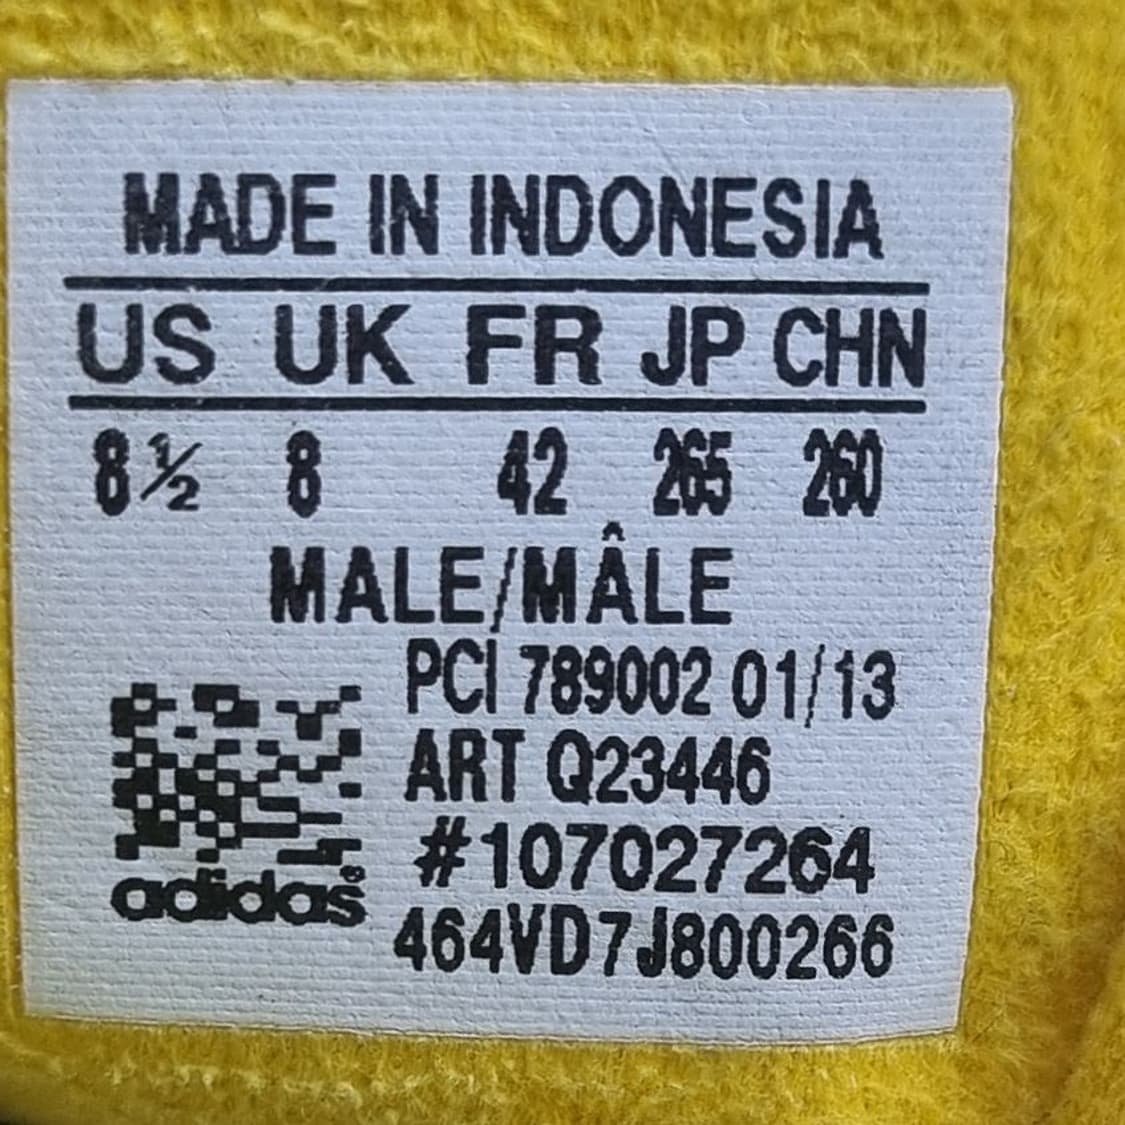 MADE IN INDONESIA
US UK FR JP CHN
8½ 8 42 265 260
MALE/MÂLE
PCI 789002 01/13
ART Q23446
#107027264
adidas®
464VD7J800266